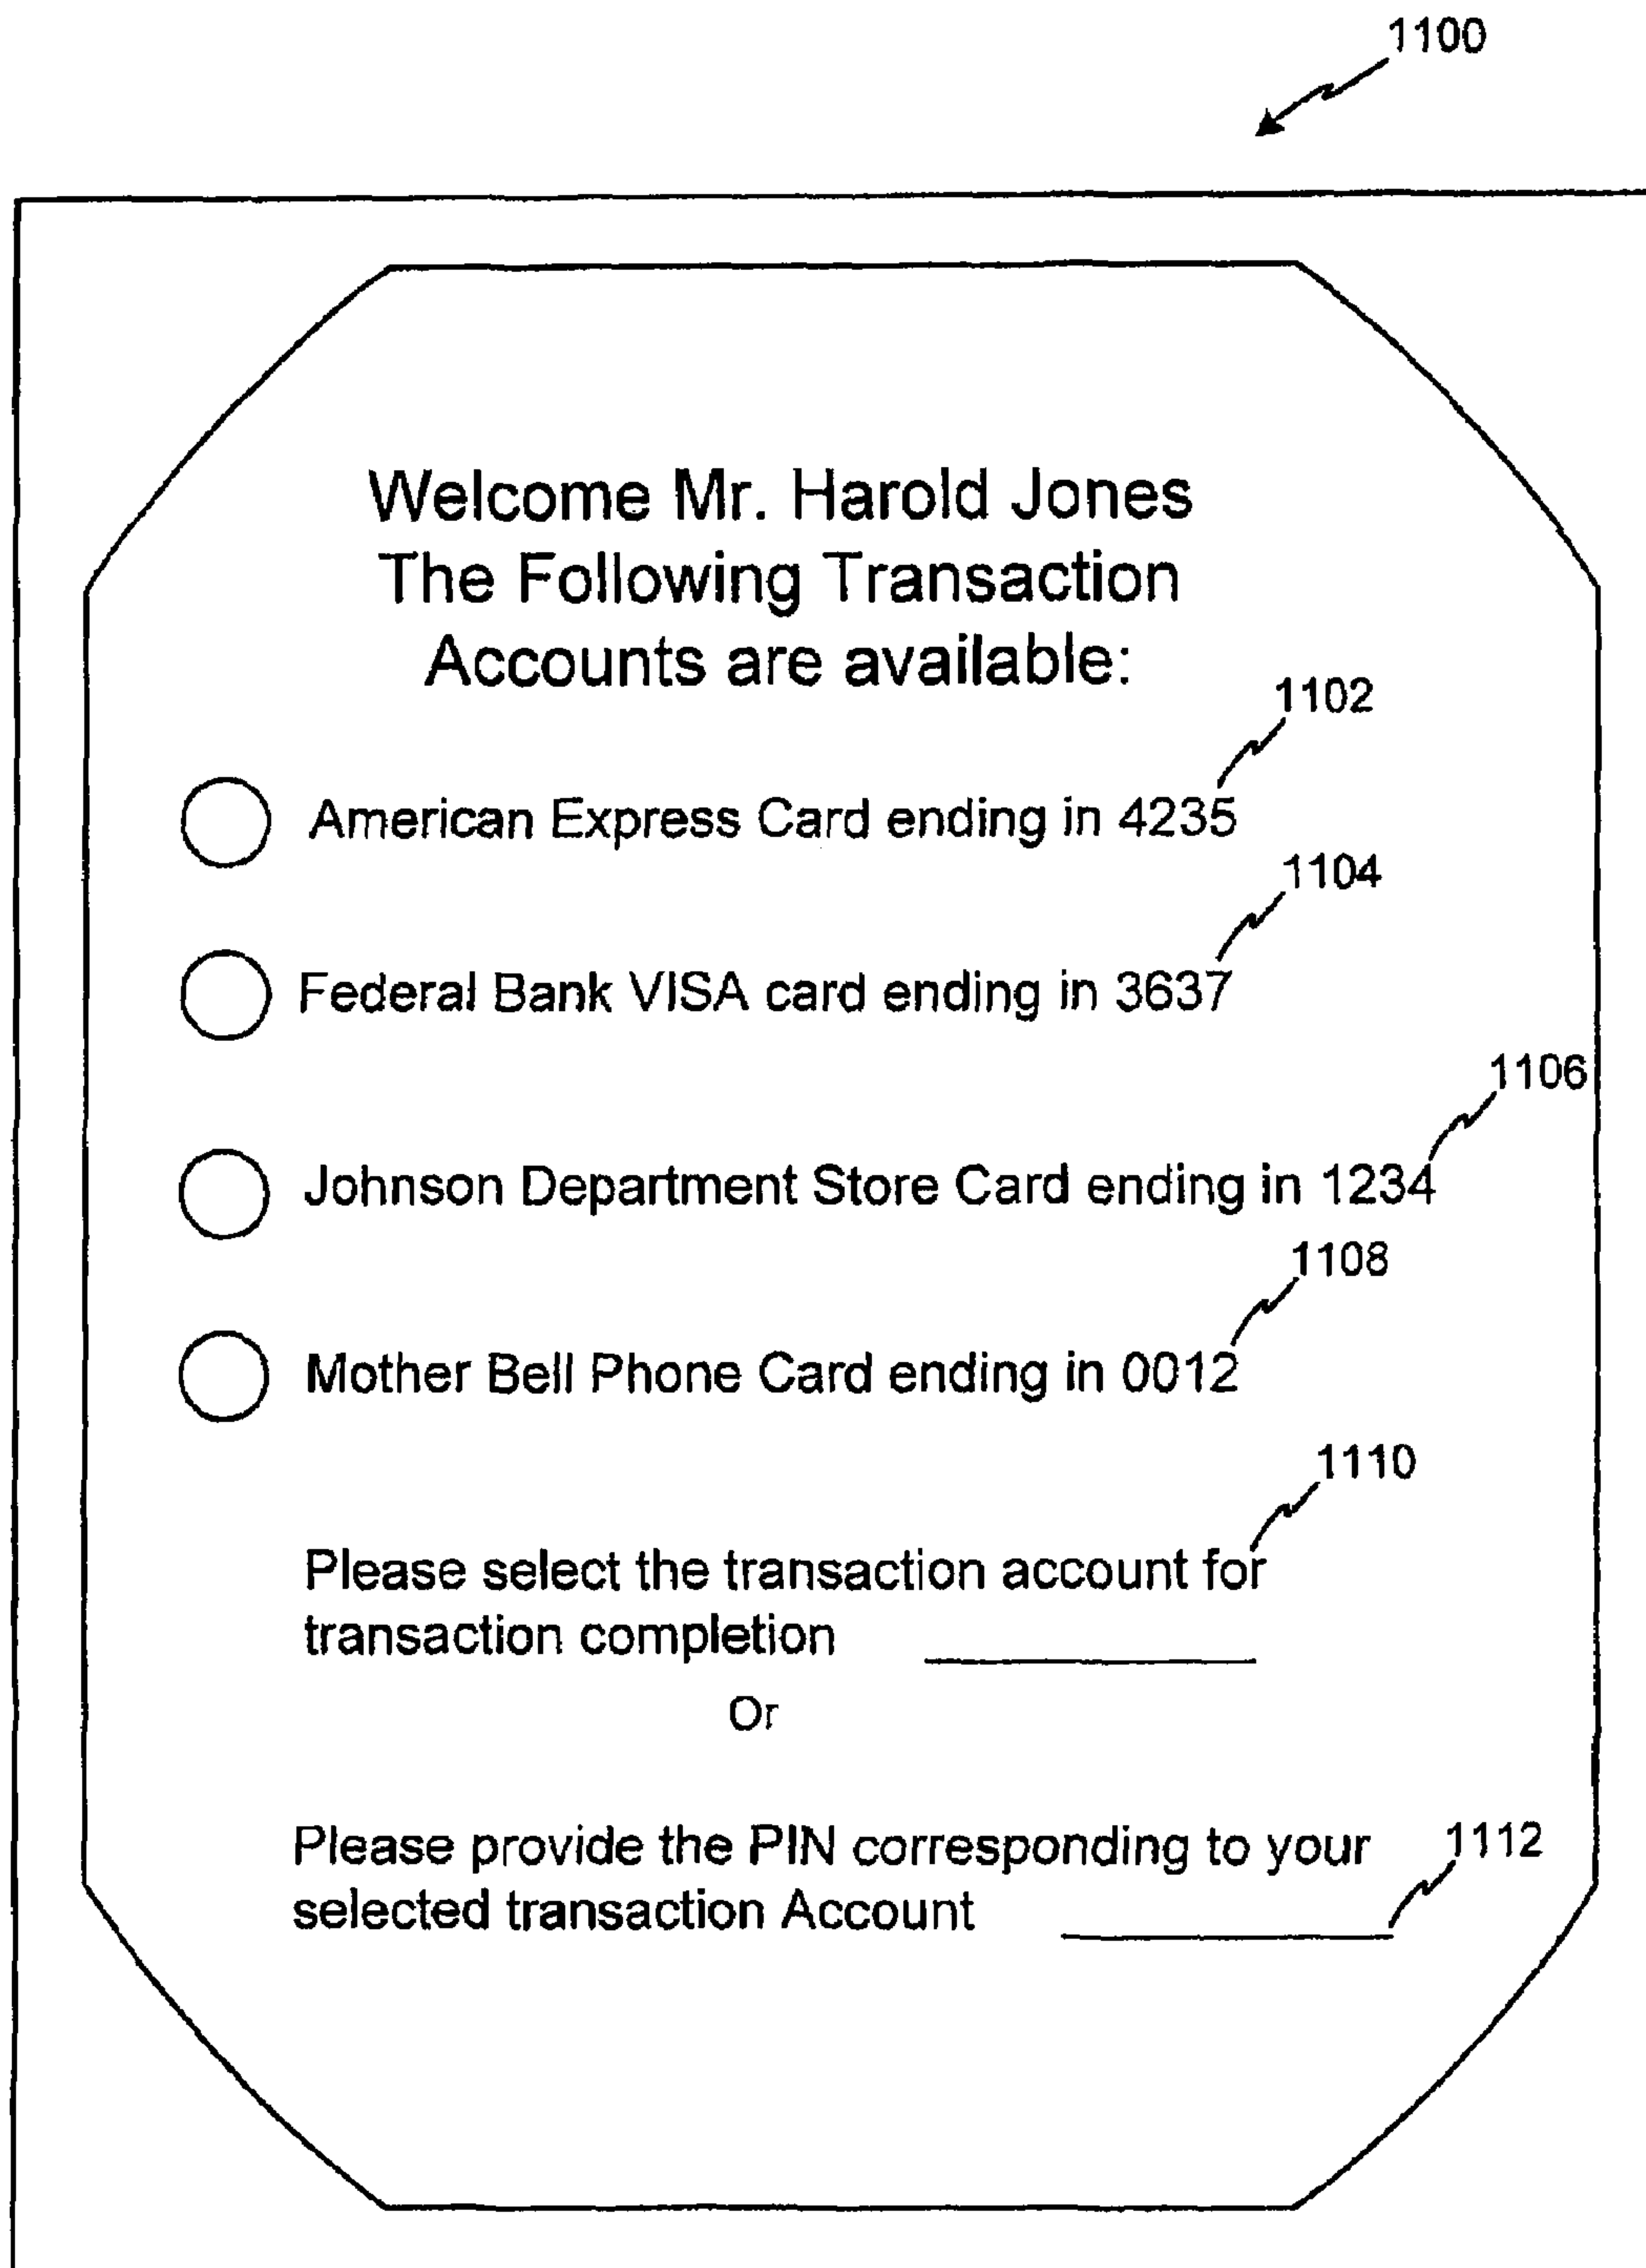 1100
Welcome Mr. Harold Jones
The Following Transaction
Accounts are available:
1102
American Express Card ending in 4235
1104
Federal Bank VISA card ending in 3637
1106
Johnson Department Store Card ending in 1234
1108
Mother Bell Phone Card ending in 0012
1110
Please select the transaction account for
transaction completion
Or
Please provide the PIN corresponding to your
1112
selected transaction Account